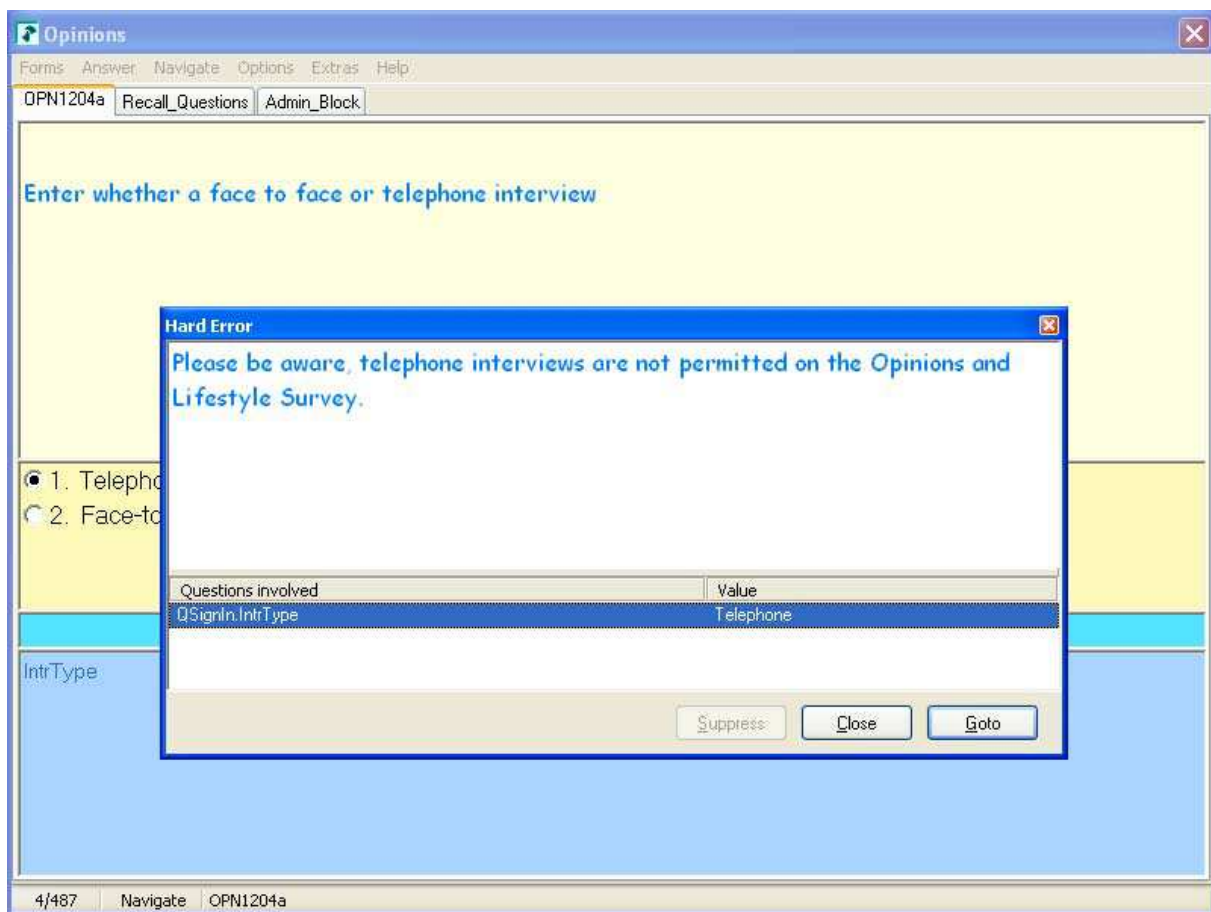 Opinions
Forms Answer Navigate Options Extras Help
OPN1204a Recall_Questions Admin_Block
Enter whether a face to face or telephone interview
Hard Error
Please be aware, telephone interviews are not permitted on the Opinions and
Lifestyle Survey.
1. Telepho
2. Face-to
Questions involved Value
QSignIn.IntrType Telephone
IntrType
Suppress Close Goto
4/487 Navigate OPN1204a